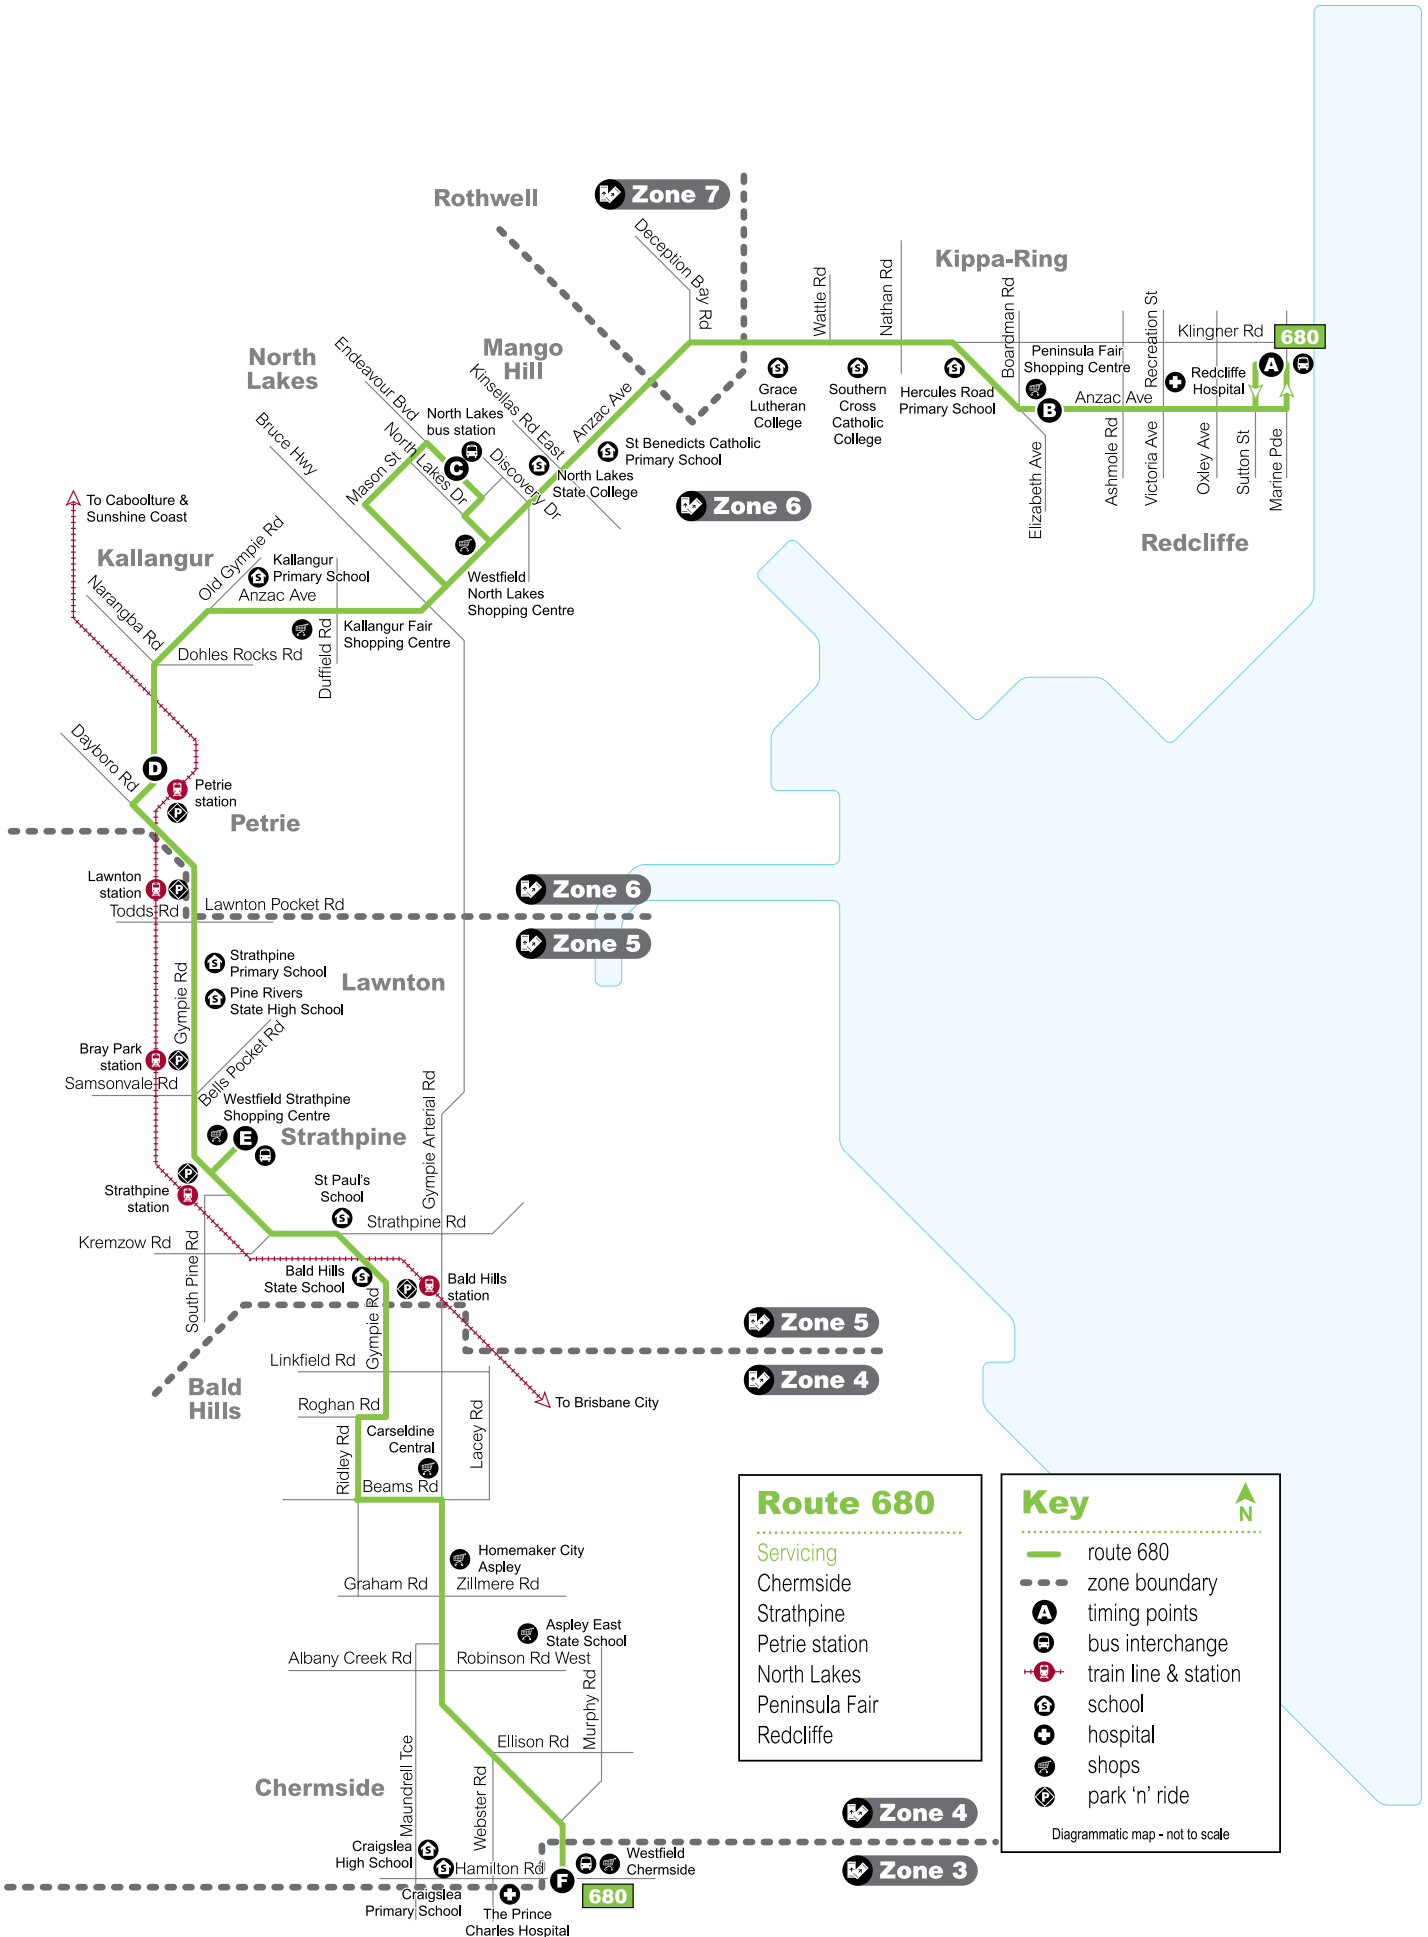 Rothwell
Zone 7
Deception Bay Rd
Wattle Rd
Nathan Rd
Kippa-Ring
Boardman Rd
Recreation St
Klingner Rd
680
A
Peninsula Fair
Shopping Centre
Redcliffe
Hospital
Anzac Ave
B
Grace
Lutheran
College
Southern
Cross
Catholic
College
Hercules Road
Primary School
Elizabeth Ave
Ashmole Rd
Victoria Ave
Oxley Ave
Sutton St
Marine Pde
Redcliffe
North
Lakes
Endeavour Bvd
Mango
Hill
Kinsellas Rd East
Anzac Ave
North Lakes
bus station
C
North Lakes Dr
Discovery Dr
Mason St
Bruce Hwy
St Benedicts Catholic
Primary School
North Lakes
State College
Zone 6
Westfield
North Lakes
Shopping Centre
To Caboolture &
Sunshine Coast
Kallangur
Old Gympie Rd
Kallangur
Primary School
Anzac Ave
Narangba Rd
Dohles Rocks Rd
Duffield Rd
Kallangur Fair
Shopping Centre
Dayboro Rd
D
Petrie
station
Petrie
Lawnton
station
Todds Rd
Lawnton Pocket Rd
Zone 6
Zone 5
Strathpine
Primary School
Pine Rivers
State High School
Lawnton
Gympie Rd
Bray Park
station
Samsonvale Rd
Bells Pocket Rd
Westfield Strathpine
Shopping Centre
E
Strathpine
Gympie Arterial Rd
Strathpine
station
St Paul's
School
Strathpine Rd
Kremzow Rd
South Pine Rd
Bald Hills
State School
Bald Hills
station
Gympie Rd
Zone 5
Zone 4
Linkfield Rd
Bald
Hills
Roghan Rd
To Brisbane City
Ridley Rd
Carseldine
Central
Lacey Rd
Beams Rd
Homemaker City
Aspley
Graham Rd
Zillmere Rd
Aspley East
State School
Albany Creek Rd
Robinson Rd West
Murphy Rd
Ellison Rd
Maundrell Tce
Webster Rd
Chermside
Craigslea
High School
Hamilton Rd
Westfield
Chermside
F
680
Craigslea
Primary School
The Prince
Charles Hospital
Zone 4
Zone 3
Route 680
Servicing
Chermside
Strathpine
Petrie station
North Lakes
Peninsula Fair
Redcliffe
Key
N
route 680
zone boundary
A
timing points
bus interchange
train line & station
school
hospital
shops
park 'n' ride
Diagrammatic map - not to scale